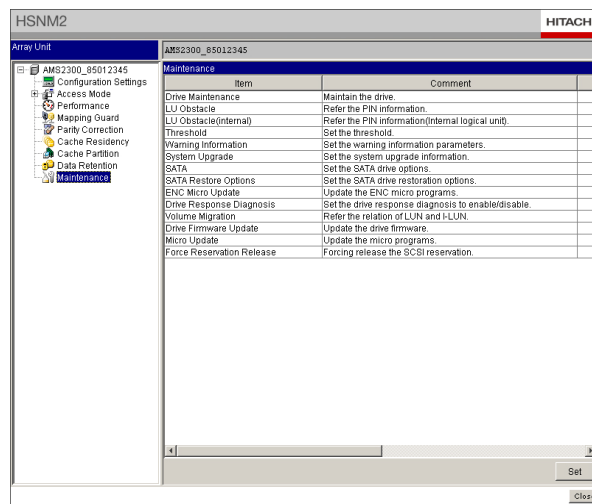 HSNM2
HITACH
Array Unit
AMS2300_85012345
AMS2300_85012345
Configuration Settings
Access Mode
Performance
Mapping Guard
Parity Correction
Cache Residency
Cache Partition
Data Retention
Maintenance
Maintenance
Item Comment
Drive Maintenance Maintain the drive.
LU Obstacle Refer the PIN information.
LU Obstacle(internal) Refer the PIN information(Internal logical unit).
Threshold Set the threshold.
Warning Information Set the warning information parameters.
System Upgrade Set the system upgrade information.
SATA Set the SATA drive options.
SATA Restore Options Set the SATA drive restoration options.
ENC Micro Update Update the ENC micro programs.
Drive Response Diagnosis Set the drive response diagnosis to enable/disable.
Volume Migration Refer the relation of LUN and I-LUN.
Drive Firmware Update Update the drive firmware.
Micro Update Update the micro programs.
Force Reservation Release Forcing release the SCSI reservation.
Set
Close